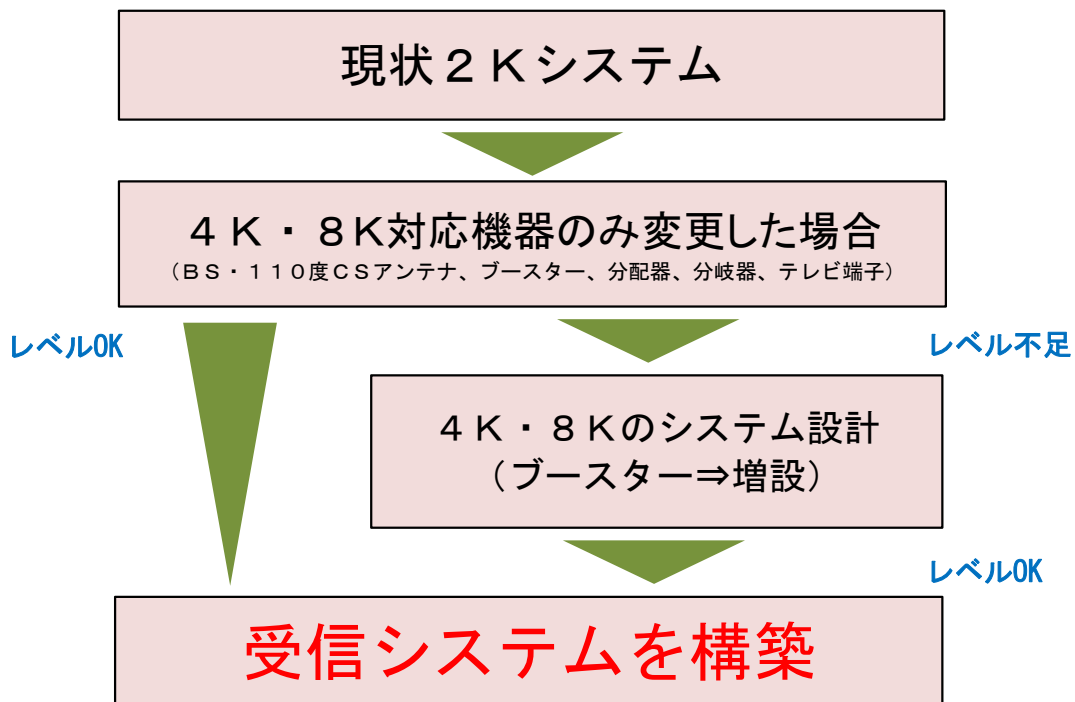 現状２Ｋシステム
４Ｋ・８Ｋ対応機器のみ変更した場合
（ＢＳ・１１０度ＣＳアンテナ、ブースター、分配器、分岐器、テレビ端子）
レベルOK
レベル不足
４Ｋ・８Ｋのシステム設計
（ブースター⇒増設）
レベルOK
受信システムを構築